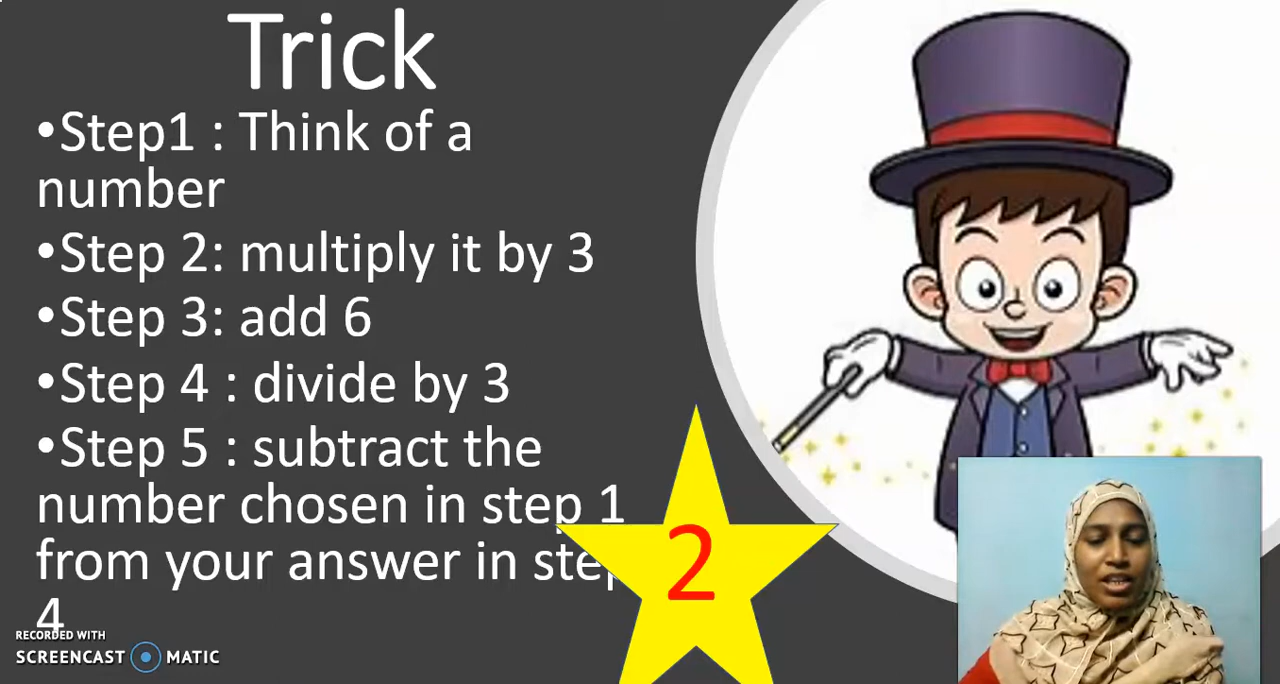 Trick
•Step1 : Think of a
number
•Step 2: multiply it by 3
•Step 3: add 6
•Step 4 : divide by 3
•Step 5 : subtract the
number chosen in step 1
from your answer in step
4
2
RECORDED WITH
SCREENCAST MATIC